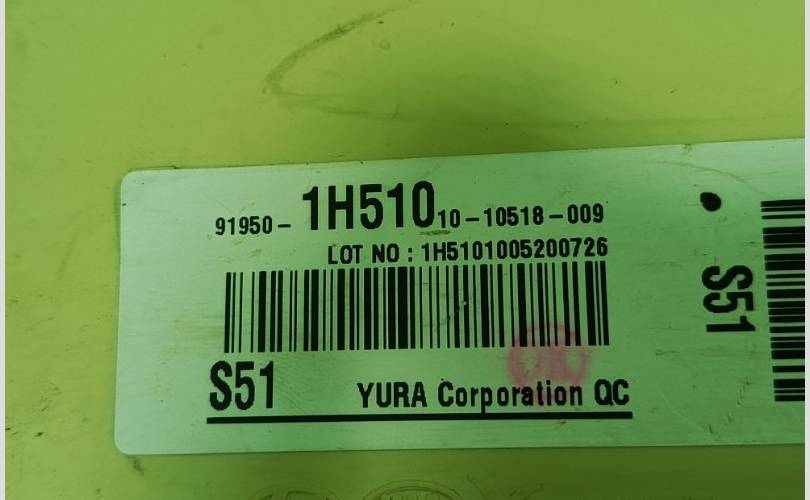 91950-1H510 10-10518-009
LOT NO : 1H5101005200726
S51
YURA Corporation QC
S51